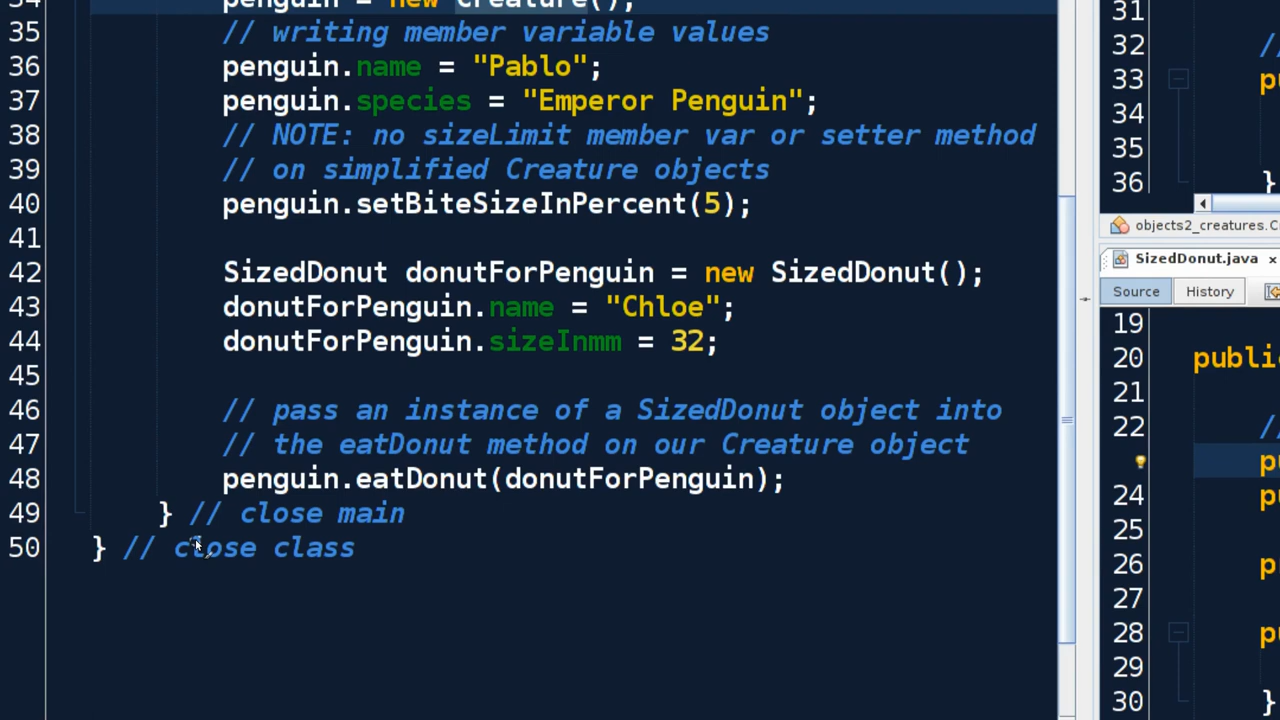 34 penguin = new Creature();
35 // writing member variable values
36 penguin.name = "Pablo";
37 penguin.species = "Emperor Penguin";
38 // NOTE: no sizeLimit member var or setter method
39 // on simplified Creature objects
40 penguin.setBiteSizeInPercent(5);
41
42 SizedDonut donutForPenguin = new SizedDonut();
43 donutForPenguin.name = "Chloe";
44 donutForPenguin.sizeInmm = 32;
45
46 // pass an instance of a SizedDonut object into
47 // the eatDonut method on our Creature object
48 penguin.eatDonut(donutForPenguin);
49 } // close main
50 } // close class
31
32 //
33 p
34
35
36 }
objects2_creatures.C
SizedDonut.java x
Source History
19
20 publi
21
22 //
p
24 p
25
26 p
27
28 p
29
30 }